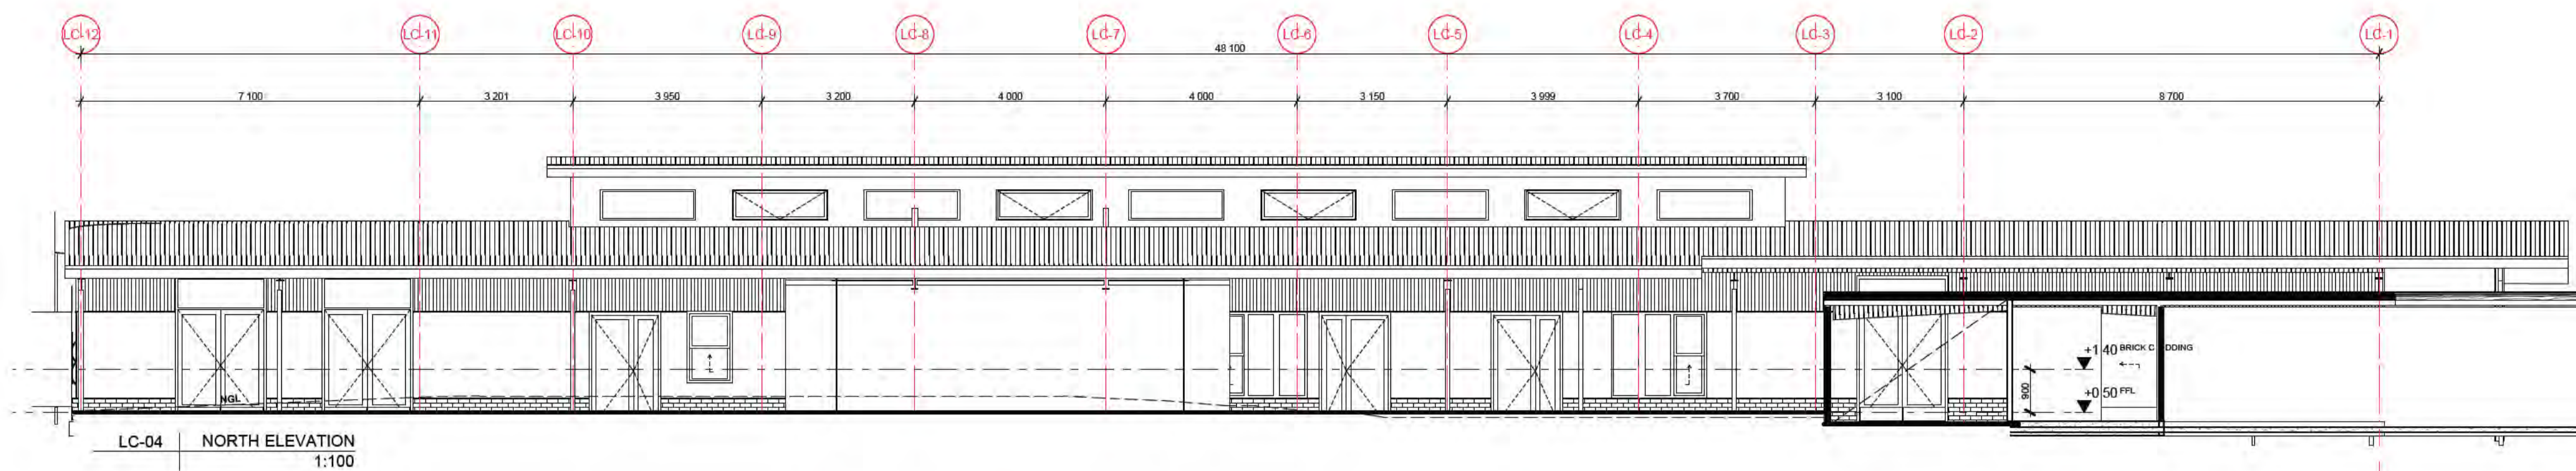 LC-12 LC-11 LC-10 LC-9 LC-8 LC-7 LC-6 LC-5 LC-4 LC-3 LC-2 LC-1
48 100
7 100 3 201 3 950 3 200 4 000 4 000 3 150 3 999 3 700 3 100 8 700
+1 40 BRICK C DDING
900
+0 50 FFL
NGL
LC-04 NORTH ELEVATION
1:100